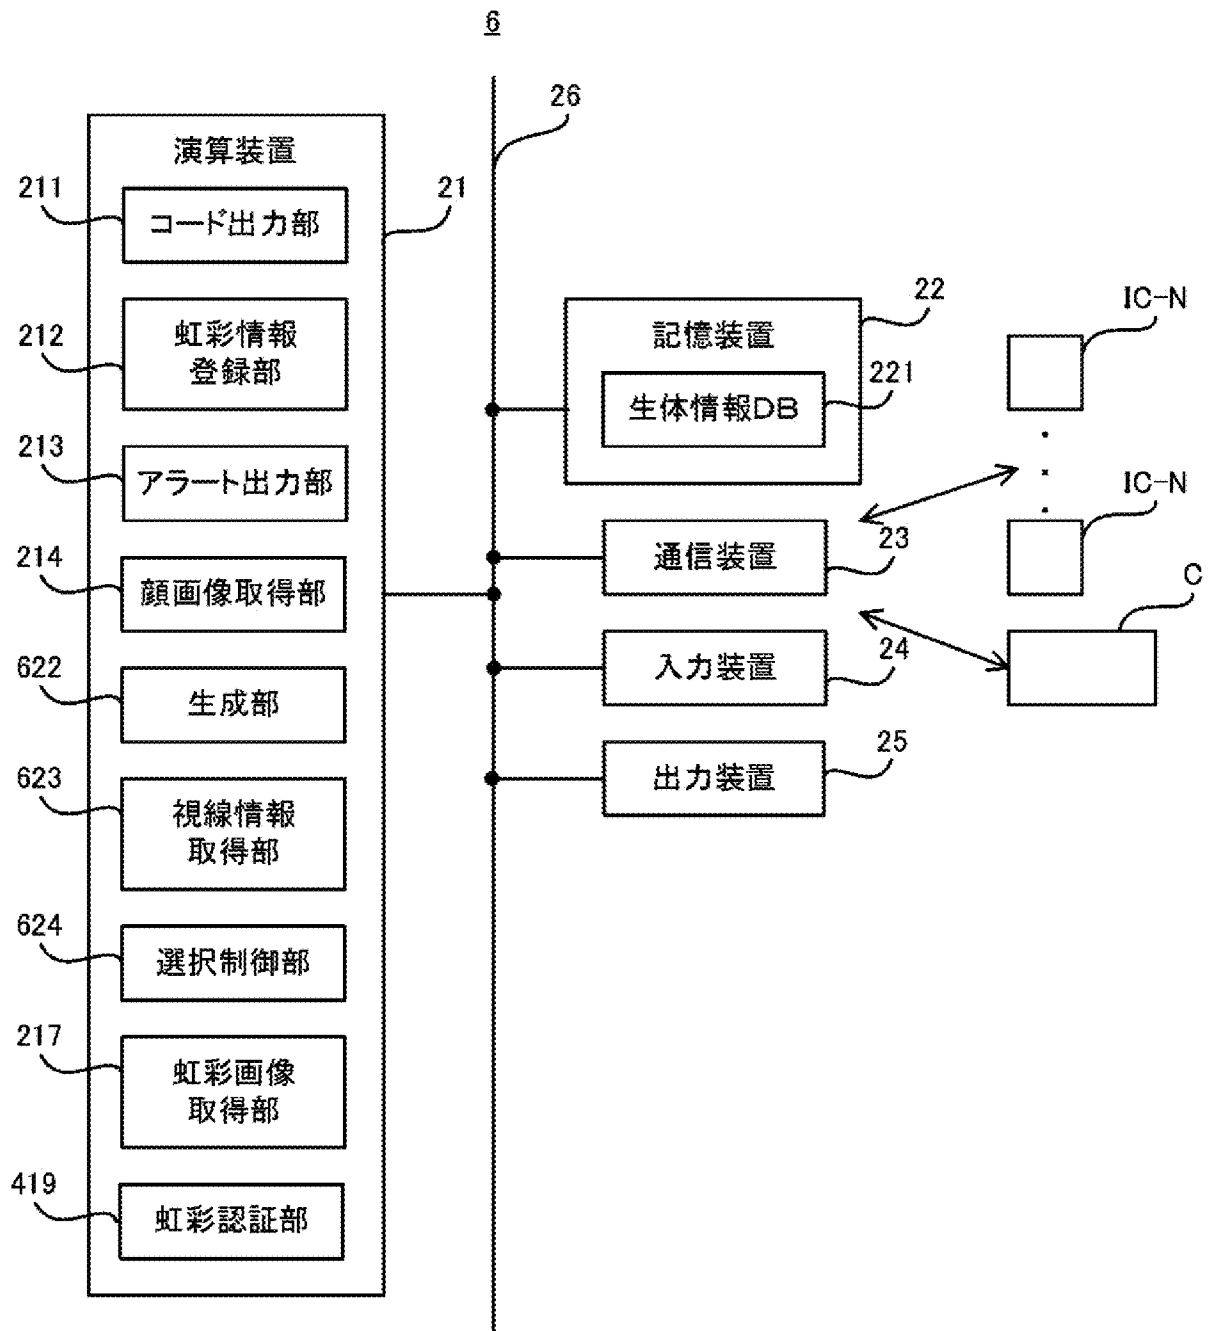 6
26
演算装置
21
211
コード出力部
212
虹彩情報
登録部
213
アラート出力部
214
顔画像取得部
622
生成部
623
視線情報
取得部
624
選択制御部
217
虹彩画像
取得部
419
虹彩認証部
22
記憶装置
221
生体情報DB
23
通信装置
24
入力装置
25
出力装置
IC-N
IC-N
C